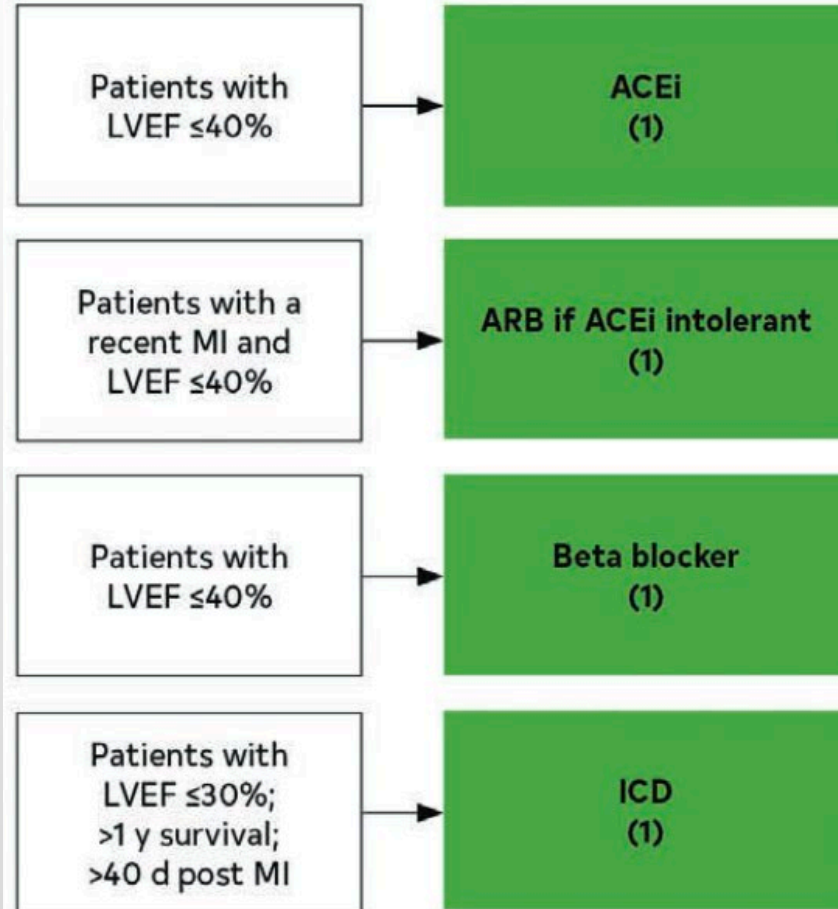 Patients with
LVEF ≤40%
ACEi
(1)
Patients with a
recent MI and
LVEF ≤40%
ARB if ACEi intolerant
(1)
Patients with
LVEF ≤40%
Beta blocker
(1)
Patients with
LVEF ≤30%;
>1 y survival;
>40 d post MI
ICD
(1)